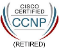 CISCO
CERTIFIED
CCNP
(RETIRED)